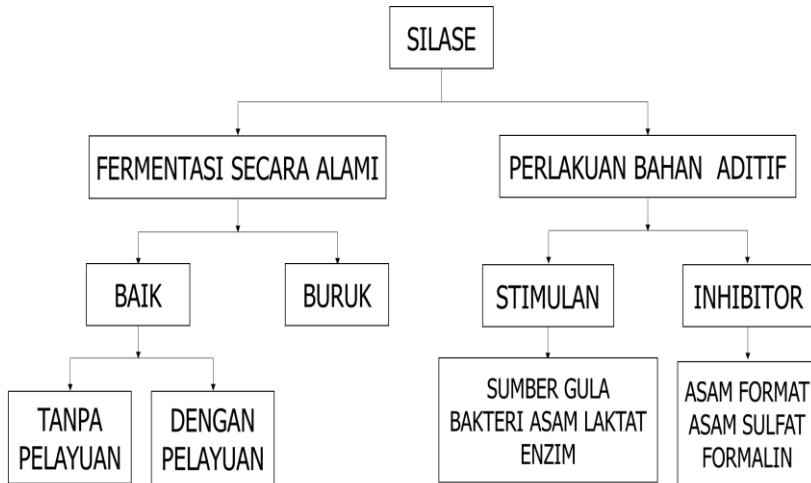 SILASE
FERMENTASI SECARA ALAMI
PERLAKUAN BAHAN ADITIF
BAIK
BURUK
STIMULAN
INHIBITOR
TANPA
PELAYUAN
DENGAN
PELAYUAN
SUMBER GULA
BAKTERI ASAM LAKTAT
ENZIM
ASAM FORMAT
ASAM SULFAT
FORMALIN